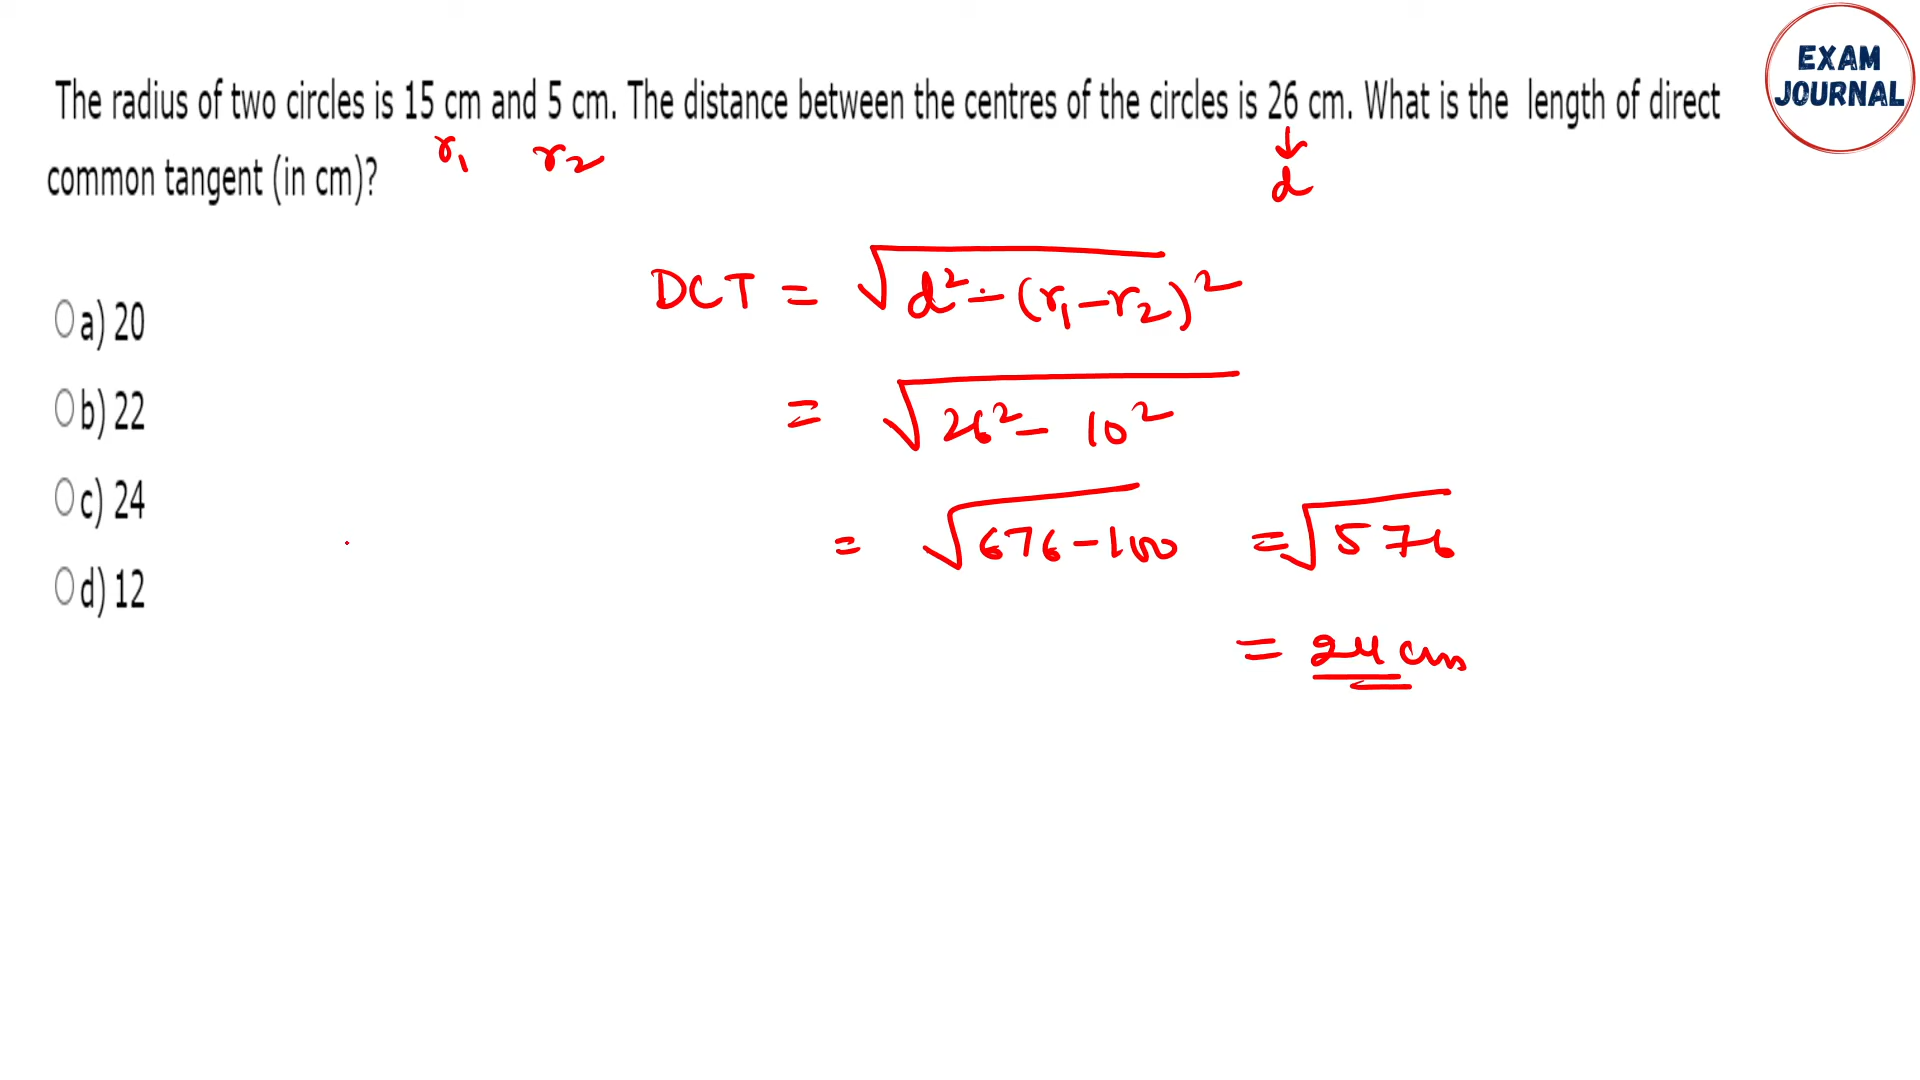 EXAM
JOURNAL
The radius of two circles is 15 cm and 5 cm. The distance between the centres of the circles is 26 cm. What is the length of direct
r₁ r₂ ↓
common tangent (in cm)?
d
DCT = √d² - (r₁-r₂)²
a) 20
= √26² - 10²
b) 22
c) 24
= √676-100 = √576
d) 12
= 24 cm